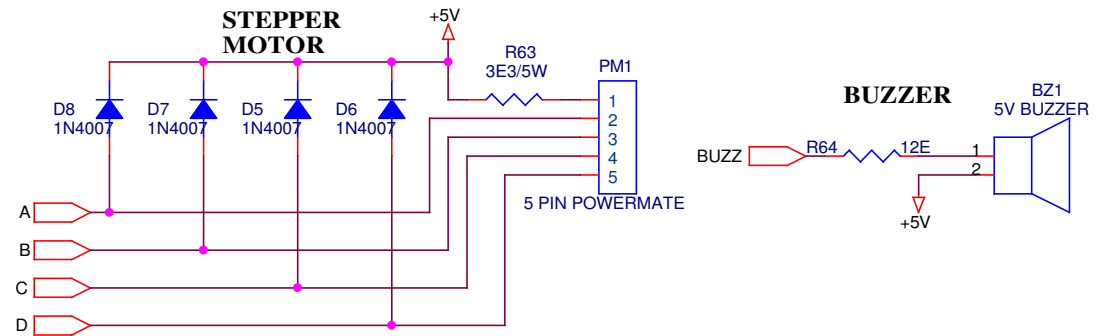 STEPPER
MOTOR
+5V
R63
3E3/5W
PM1
D8
1N4007
D7
1N4007
D5
1N4007
D6
1N4007
1
2
3
4
5
5 PIN POWERMATE
A
B
C
D
BUZZER
BZ1
5V BUZZER
BUZZ
R64
12E
1
2
+5V